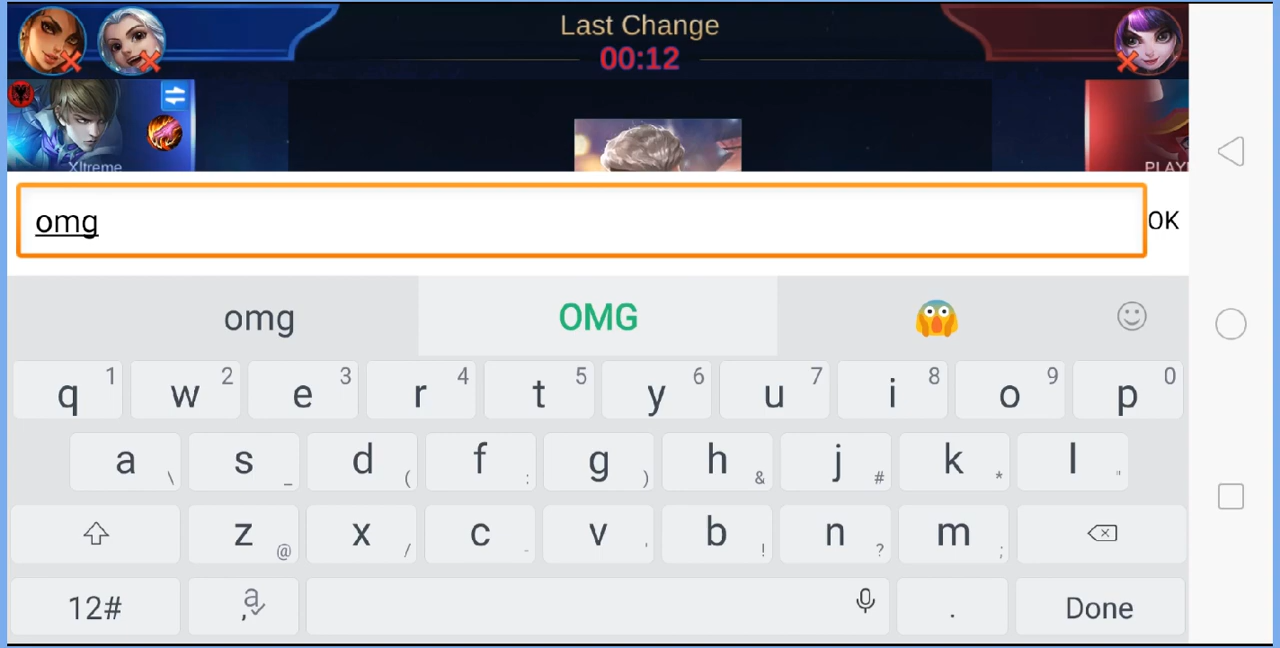 Last Change
00:12
Xltreme
PLAY
omg
OK
omg OMG
q 1 w 2 e 3 r 4 t 5 y 6 u 7 i 8 o 9 p 0
a \ s _ d ( f : g ) h & j # k * l "
z @ x / c - v ' b ! n ? m ;
12# a , . Done